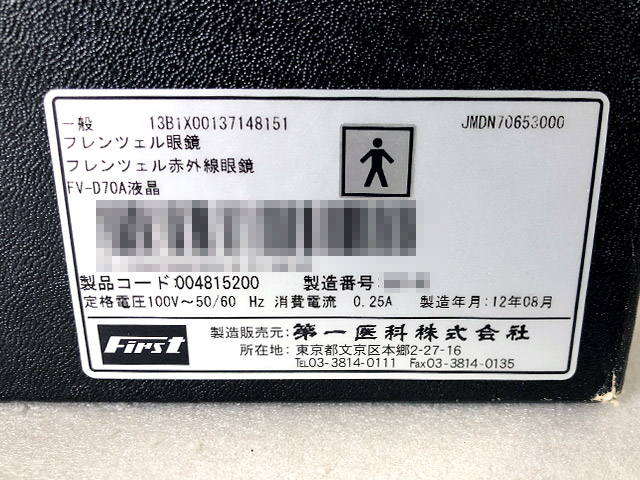 一般 13B1X00137148151 JMDN70653000
フレンツェル眼鏡
フレンツェル赤外線眼鏡
FV-D70A液晶
製品コード:004815200 製造番号:
定格電圧100V～50/60 Hz 消費電流 0.25A 製造年月:12年08月
First 製造販売元: 第一医科株式会社
所在地: 東京都文京区本郷2-27-16
TEL03-3814-0111 Fax03-3814-0135